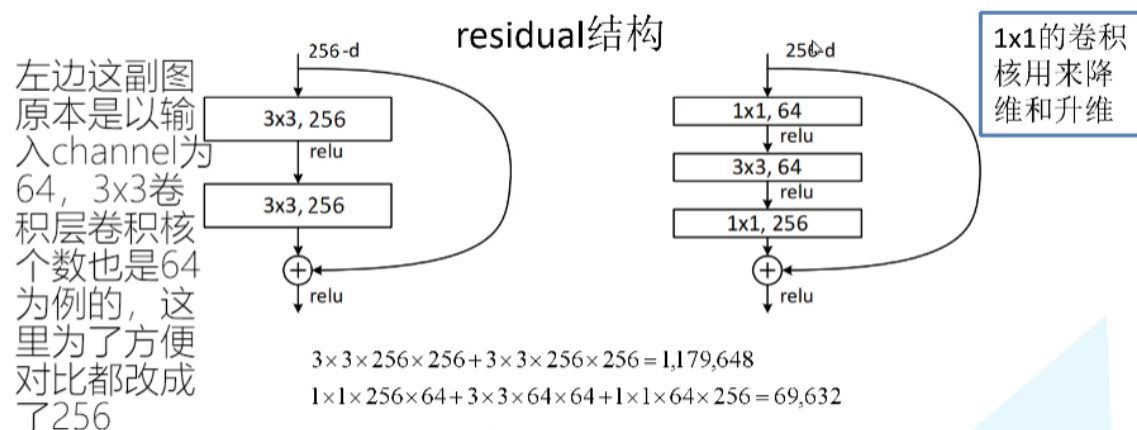 residual结构
左边这副图
原本是以输
入channel为
64，3x3卷
积层卷积核
个数也是64
为例的，这
里为了方便
对比都改成
了256
256-d
3x3, 256
relu
3x3, 256
+
relu
256-d
1x1, 64
relu
3x3, 64
relu
1x1, 256
+
relu
1x1的卷积
核用来降
维和升维
3×3×256×256+3×3×256×256=1,179,648
1×1×256×64+3×3×64×64+1×1×64×256=69,632